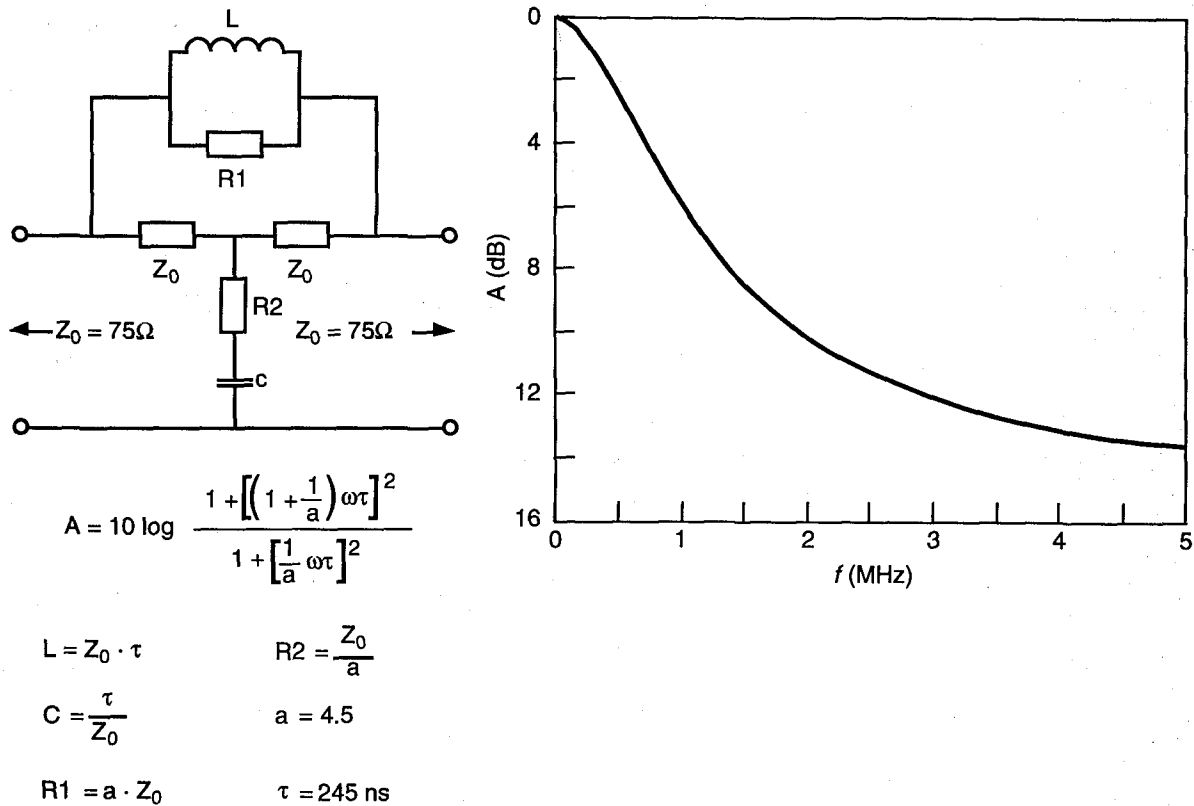 L
R1
Z0 Z0
R2
Z0 = 75Ω Z0 = 75Ω
c
A = 10 log 1 + [(1 + 1/a) ωτ]² / 1 + [1/a ωτ]²
L = Z0 · τ
R2 = Z0/a
C = τ/Z0
a = 4.5
R1 = a · Z0
τ = 245 ns
A (dB)
0
4
8
12
16
0 1 2 3 4 5
f (MHz)